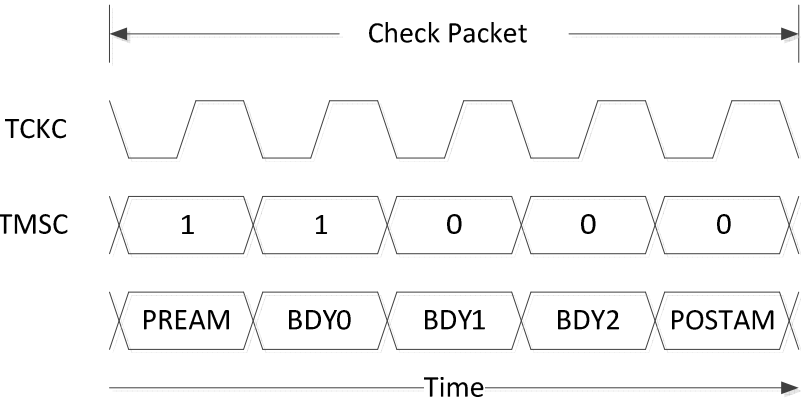 Check Packet
TCKC
TMSC 1 1 0 0 0
PREAM BDY0 BDY1 BDY2 POSTAM
Time